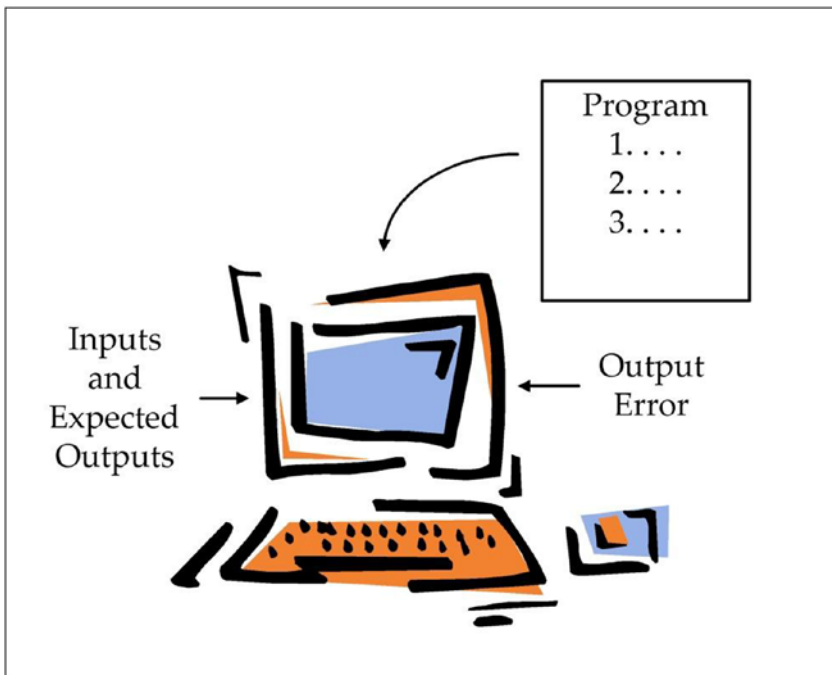 Program
1. . . .
2. . . .
3. . . .
Inputs
and
Expected
Outputs
Output
Error